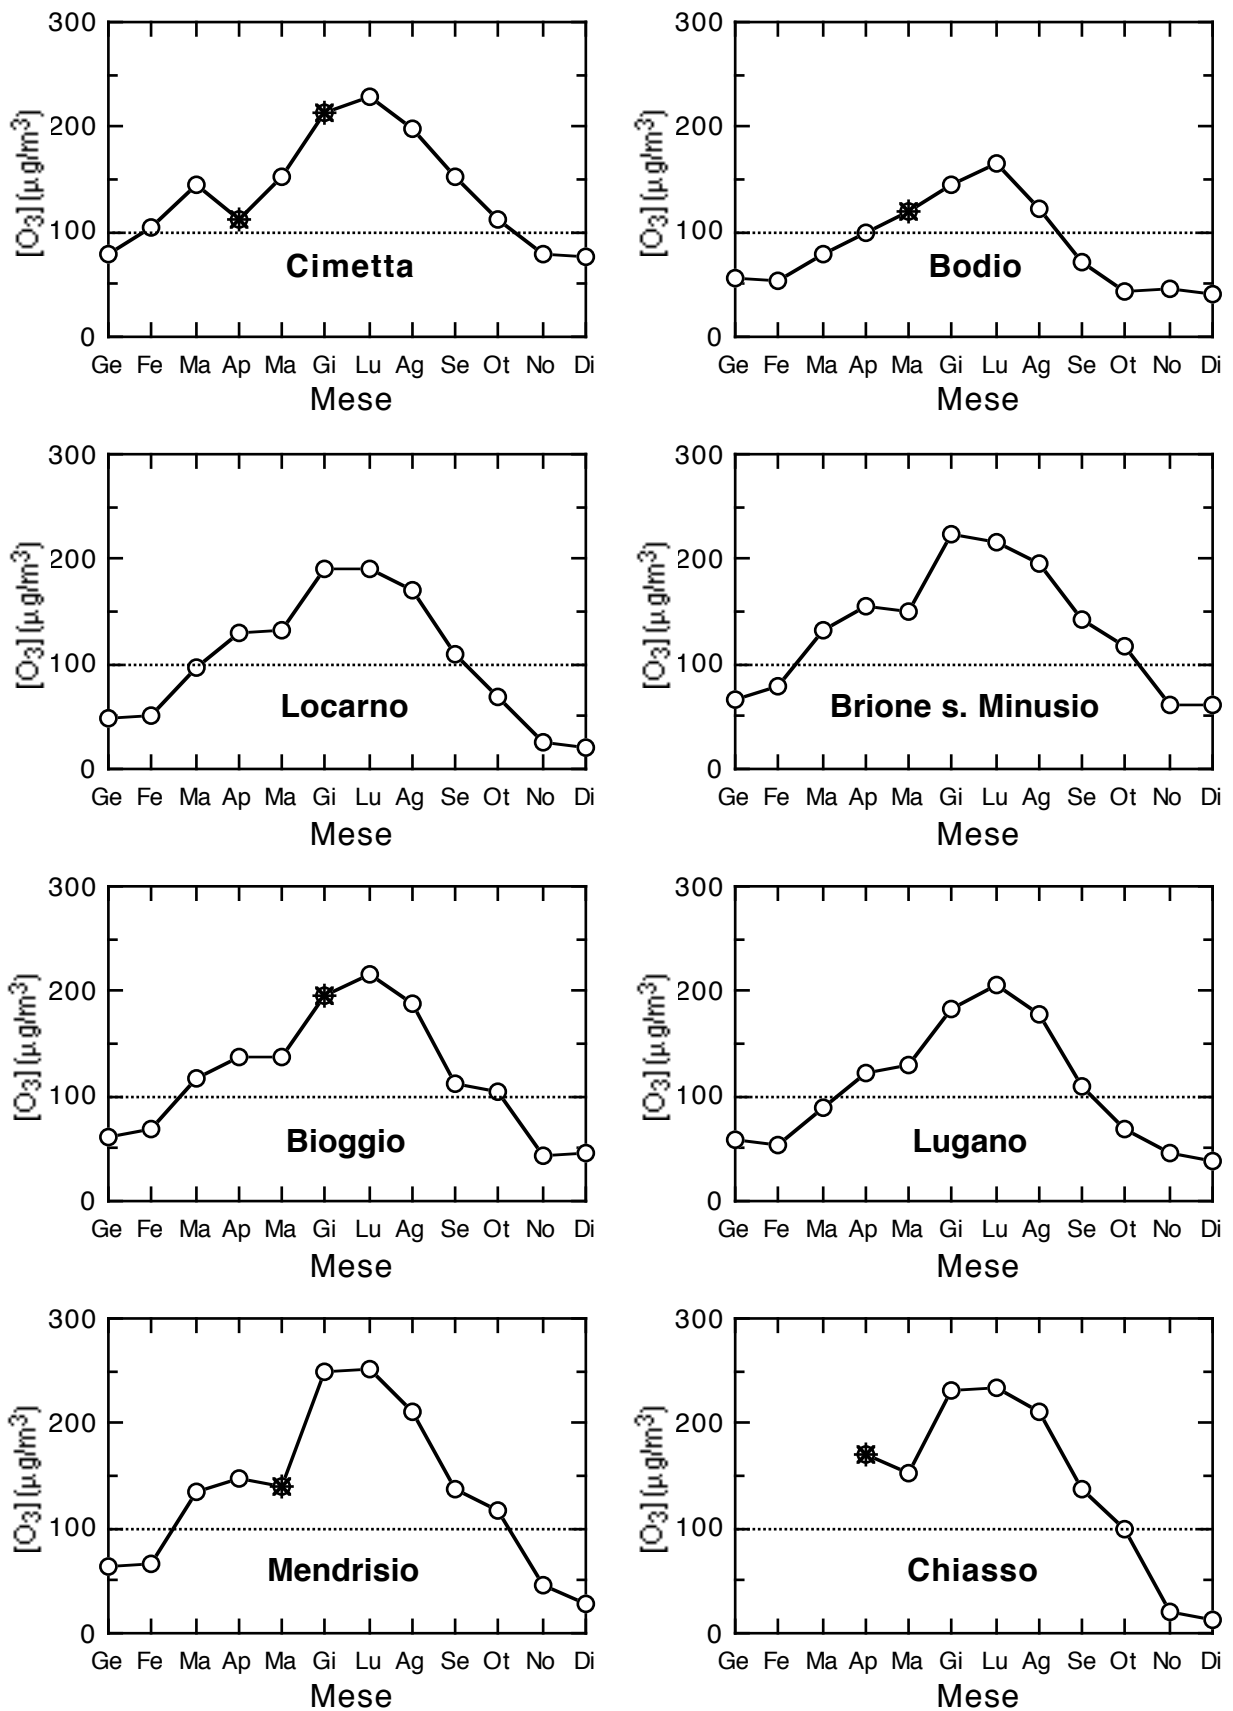 300
200
100
0
[O3] (µg/m3)
Cimetta
Ge Fe Ma Ap Ma Gi Lu Ag Se Ot No Di
Mese
300
200
100
0
[O3] (µg/m3)
Bodio
Ge Fe Ma Ap Ma Gi Lu Ag Se Ot No Di
Mese
300
200
100
0
[O3] (µg/m3)
Locarno
Ge Fe Ma Ap Ma Gi Lu Ag Se Ot No Di
Mese
300
200
100
0
[O3] (µg/m3)
Brione s. Minusio
Ge Fe Ma Ap Ma Gi Lu Ag Se Ot No Di
Mese
300
200
100
0
[O3] (µg/m3)
Bioggio
Ge Fe Ma Ap Ma Gi Lu Ag Se Ot No Di
Mese
300
200
100
0
[O3] (µg/m3)
Lugano
Ge Fe Ma Ap Ma Gi Lu Ag Se Ot No Di
Mese
300
200
100
0
[O3] (µg/m3)
Mendrisio
Ge Fe Ma Ap Ma Gi Lu Ag Se Ot No Di
Mese
300
200
100
0
[O3] (µg/m3)
Chiasso
Ge Fe Ma Ap Ma Gi Lu Ag Se Ot No Di
Mese